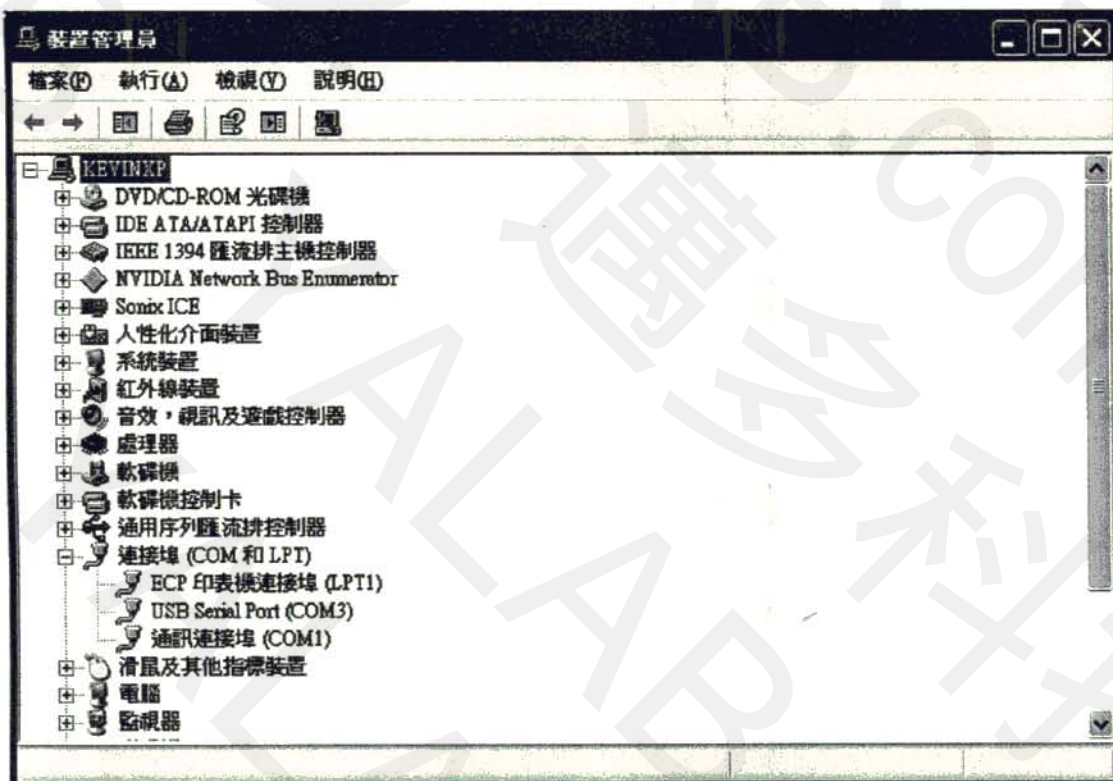 裝置管理員
檔案(F) 執行(A) 檢視(V) 說明(H)
KEVINXP
DVD/CD-ROM 光碟機
IDE ATA/ATAPI 控制器
IEEE 1394 匯流排主機控制器
NVIDIA Network Bus Enumerator
Sonix ICE
人性化介面裝置
系統裝置
紅外線裝置
音效，視訊及遊戲控制器
處理器
軟碟機
軟碟機控制卡
通用序列匯流排控制器
連接埠 (COM 和 LPT)
ECP 印表機連接埠 (LPT1)
USB Serial Port (COM3)
通訊連接埠 (COM1)
滑鼠及其他指標裝置
電腦
監視器